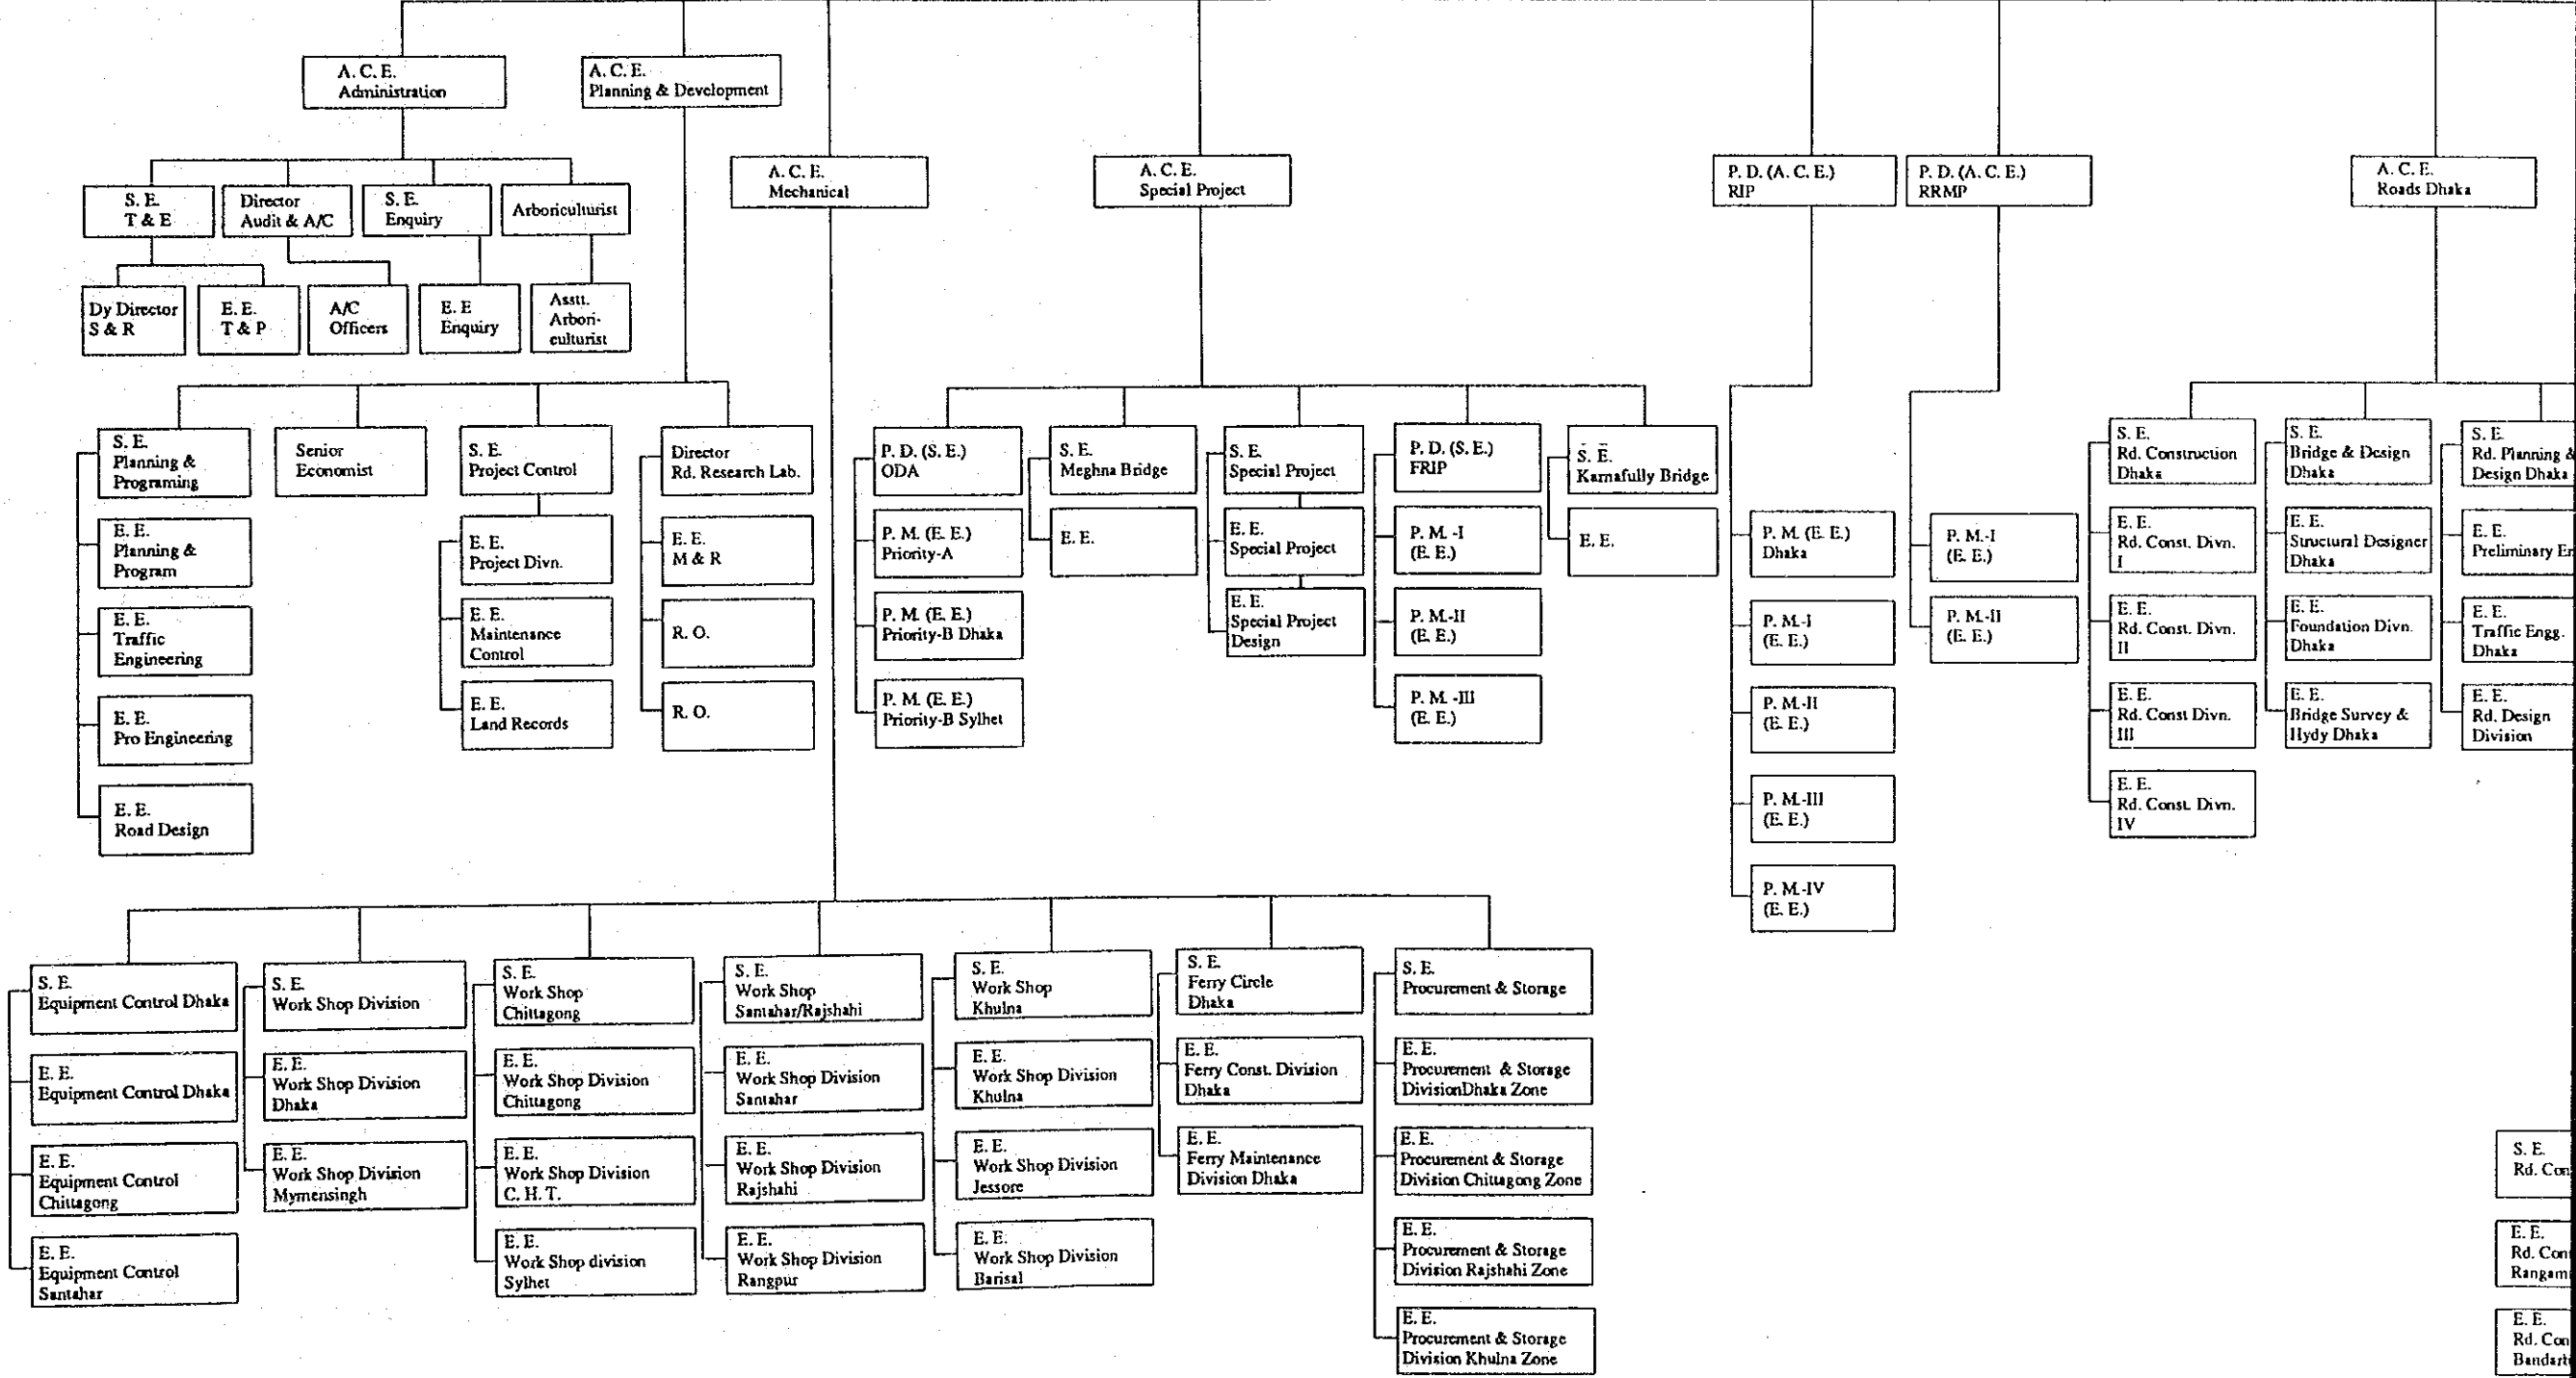 A. C. E.
Administration
A. C. E.
Planning & Development
A. C. E.
Mechanical
A. C. E.
Special Project
P. D. (A. C. E.)
RIP
P. D. (A. C. E.)
RRMP
A. C. E.
Roads Dhaka
S. E.
T & E
Director
Audit & A/C
S. E.
Enquiry
Arboriculturist
Dy Director
S & R
E. E.
T & P
A/C
Officers
E. E
Enquiry
Asstt.
Arbori-
culturist
S. E.
Planning &
Programing
E. E.
Planning &
Program
E. E.
Traffic
Engineering
E. E.
Pro Engineering
E. E.
Road Design
Senior
Economist
S. E.
Project Control
E. E.
Project Divn.
E. E.
Maintenance
Control
E. E.
Land Records
Director
Rd. Research Lab.
E. E.
M & R
R. O.
R. O.
P. D. (S. E.)
ODA
P. M. (E. E.)
Priority-A
P. M. (E. E.)
Priority-B Dhaka
P. M. (E. E.)
Priority-B Sylhet
S. E.
Meghna Bridge
E. E.
S. E.
Special Project
E. E.
Special Project
E. E.
Special Project
Design
P. D. (S. E.)
FRIP
P. M. -I
(E. E.)
P. M.-II
(E. E.)
P. M. -III
(E. E.)
S. E.
Karnafully Bridge
E. E.
P. M. (E. E.)
Dhaka
P. M.-I
(E. E.)
P. M.-II
(E. E.)
P. M.-III
(E. E.)
P. M.-IV
(E. E.)
P. M.-I
(E. E.)
P. M.-II
(E. E.)
S. E.
Rd. Construction
Dhaka
E. E.
Rd. Const. Divn.
I
E. E.
Rd. Const. Divn.
II
E. E.
Rd. Const Divn.
III
E. E.
Rd. Const. Divn.
IV
S. E.
Bridge & Design
Dhaka
E. E.
Structural Designer
Dhaka
E. E.
Foundation Divn.
Dhaka
E. E.
Bridge Survey &
Hydy Dhaka
S. E.
Rd. Planning &
Design Dhaka
E. E.
Preliminary En
E. E.
Traffic Engg.
Dhaka
E. E.
Rd. Design
Division
S. E.
Equipment Control Dhaka
E. E.
Equipment Control Dhaka
E. E.
Equipment Control
Chittagong
E. E.
Equipment Control
Santahar
S. E.
Work Shop Division
E. E.
Work Shop Division
Dhaka
E. E.
Work Shop Division
Mymensingh
S. E.
Work Shop
Chittagong
E. E.
Work Shop Division
Chittagong
E. E.
Work Shop Division
C. H. T.
E. E.
Work Shop division
Sylhet
S. E.
Work Shop
Santahar/Rajshahi
E. E.
Work Shop Division
Santahar
E. E.
Work Shop Division
Rajshahi
E. E.
Work Shop Division
Rangpur
S. E.
Work Shop
Khulna
E. E.
Work Shop Division
Khulna
E. E.
Work Shop Division
Jessore
E. E.
Work Shop Division
Barisal
S. E.
Ferry Circle
Dhaka
E. E.
Ferry Const. Division
Dhaka
E. E.
Ferry Maintenance
Division Dhaka
S. E.
Procurement & Storage
E. E.
Procurement & Storage
DivisionDhaka Zone
E. E.
Procurement & Storage
Division Chittagong Zone
E. E.
Procurement & Storage
Division Rajshahi Zone
E. E.
Procurement & Storage
Division Khulna Zone
S. E.
Rd. Con
E. E.
Rd. Con
Rangam
E. E.
Rd. Con
Bandart